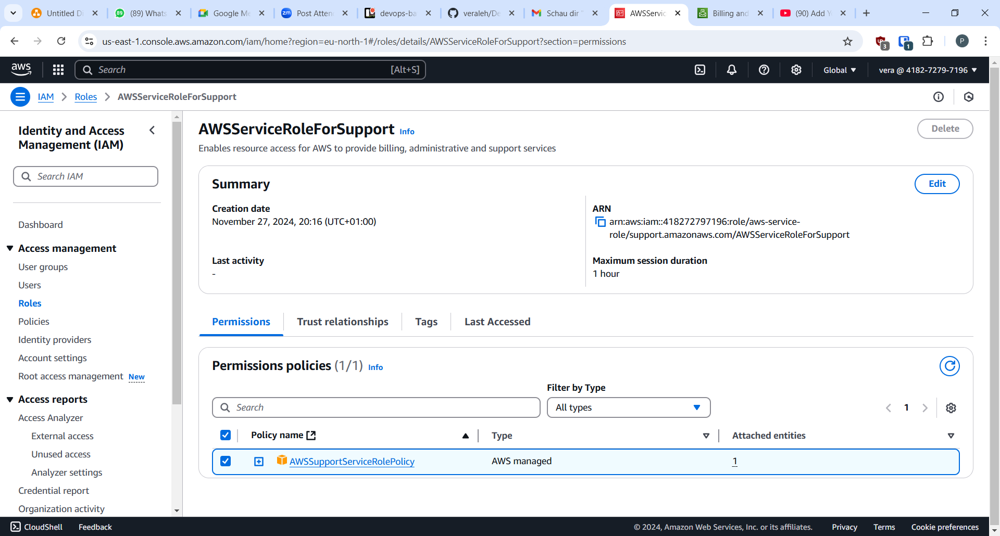 Untitled Di
(89) Whats
Google Me
Post Atten
devops-ba
veraleh/De
Schau dir "
AWSServic
Billing and
(90) Add Y
us-east-1.console.aws.amazon.com/iam/home?region=eu-north-1#/roles/details/AWSServiceRoleForSupport?section=permissions
3
1
P
aws
Search
[Alt+S]
Global
vera @ 4182-7279-7196
IAM
Roles
AWSServiceRoleForSupport
Identity and Access
Management (IAM)
Search IAM
Dashboard
Access management
User groups
Users
Roles
Policies
Identity providers
Account settings
Root access management New
Access reports
Access Analyzer
External access
Unused access
Analyzer settings
Credential report
Organization activity
AWSServiceRoleForSupport Info
Delete
Enables resource access for AWS to provide billing, administrative and support services
Summary
Edit
Creation date
November 27, 2024, 20:16 (UTC+01:00)
ARN
arn:aws:iam::418272797196:role/aws-service-
role/support.amazonaws.com/AWSServiceRoleForSupport
Last activity
-
Maximum session duration
1 hour
Permissions
Trust relationships
Tags
Last Accessed
Permissions policies (1/1) Info
Filter by Type
Search
All types
1
Policy name
Type
Attached entities
AWSSupportServiceRolePolicy
AWS managed
1
CloudShell
Feedback
© 2024, Amazon Web Services, Inc. or its affiliates.
Privacy
Terms
Cookie preferences